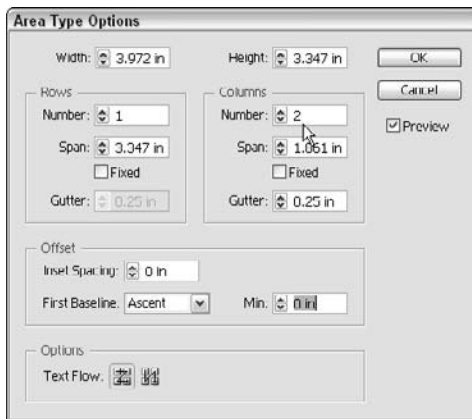 Area Type Options
Width: 3.972 in Height: 3.347 in OK
Rows Columns Cancel
Number: 1 Number: 2 Preview
Span: 3.347 in Span: 1.861 in
Fixed Fixed
Gutter: 0.25 in Gutter: 0.25 in
Offset
Inset Spacing: 0 in
First Baseline: Ascent Min: 0 in
Options
Text Flow: